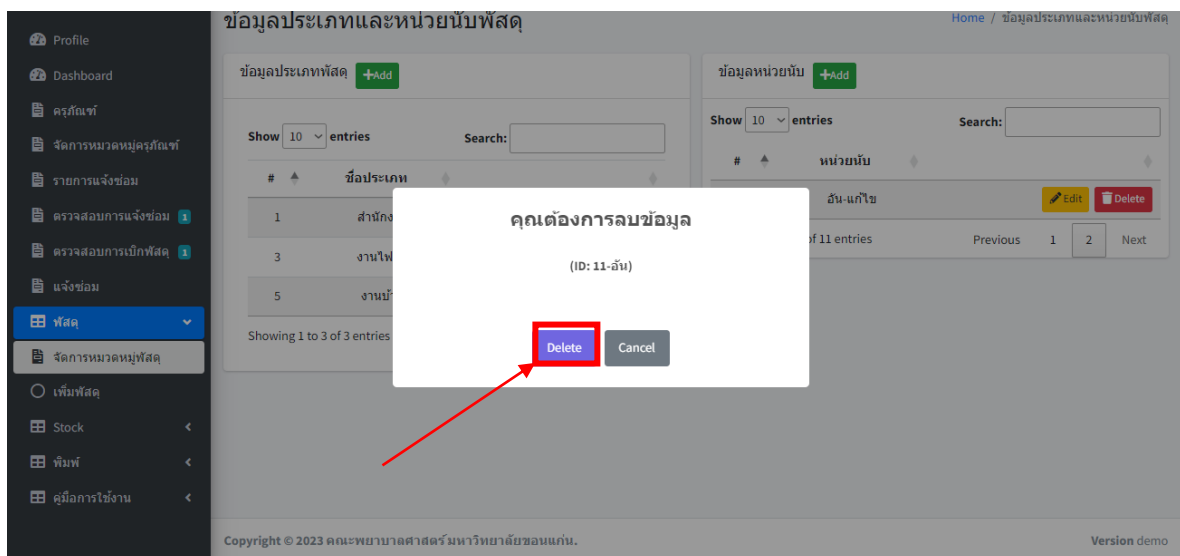 ข้อมูลประเภทและหน่วยนับพัสดุ
Home / ข้อมูลประเภทและหน่วยนับพัสดุ
Profile
Dashboard
ครุภัณฑ์
จัดการหมวดหมู่ครุภัณฑ์
รายการแจ้งซ่อม
ตรวจสอบการแจ้งซ่อม 1
ตรวจสอบการเบิกพัสดุ 1
แจ้งซ่อม
พัสดุ
จัดการหมวดหมู่พัสดุ
เพิ่มพัสดุ
Stock
พิมพ์
คู่มือการใช้งาน
ข้อมูลประเภทพัสดุ +Add
Show 10 entries Search:
# ชื่อประเภท
1 สำนักง
3 งานไฟ
5 งานบ้
Showing 1 to 3 of 3 entries
ข้อมูลหน่วยนับ +Add
Show 10 entries Search:
# หน่วยนับ
อัน-แก้ไข Edit Delete
of 11 entries Previous 1 2 Next
คุณต้องการลบข้อมูล
(ID: 11-อัน)
Delete Cancel
Copyright © 2023 คณะพยาบาลศาสตร์ มหาวิทยาลัยขอนแก่น.
Version demo